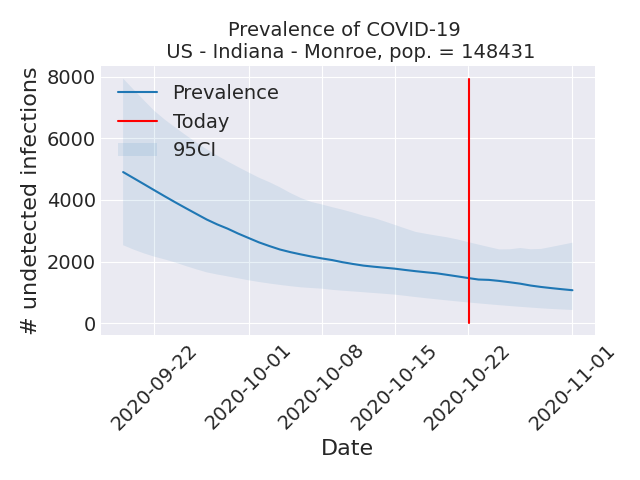 Prevalence of COVID-19
US - Indiana - Monroe, pop. = 148431
# undetected infections
8000
6000
4000
2000
0
Prevalence
Today
95CI
2020-09-22
2020-10-01
2020-10-08
2020-10-15
2020-10-22
2020-11-01
Date